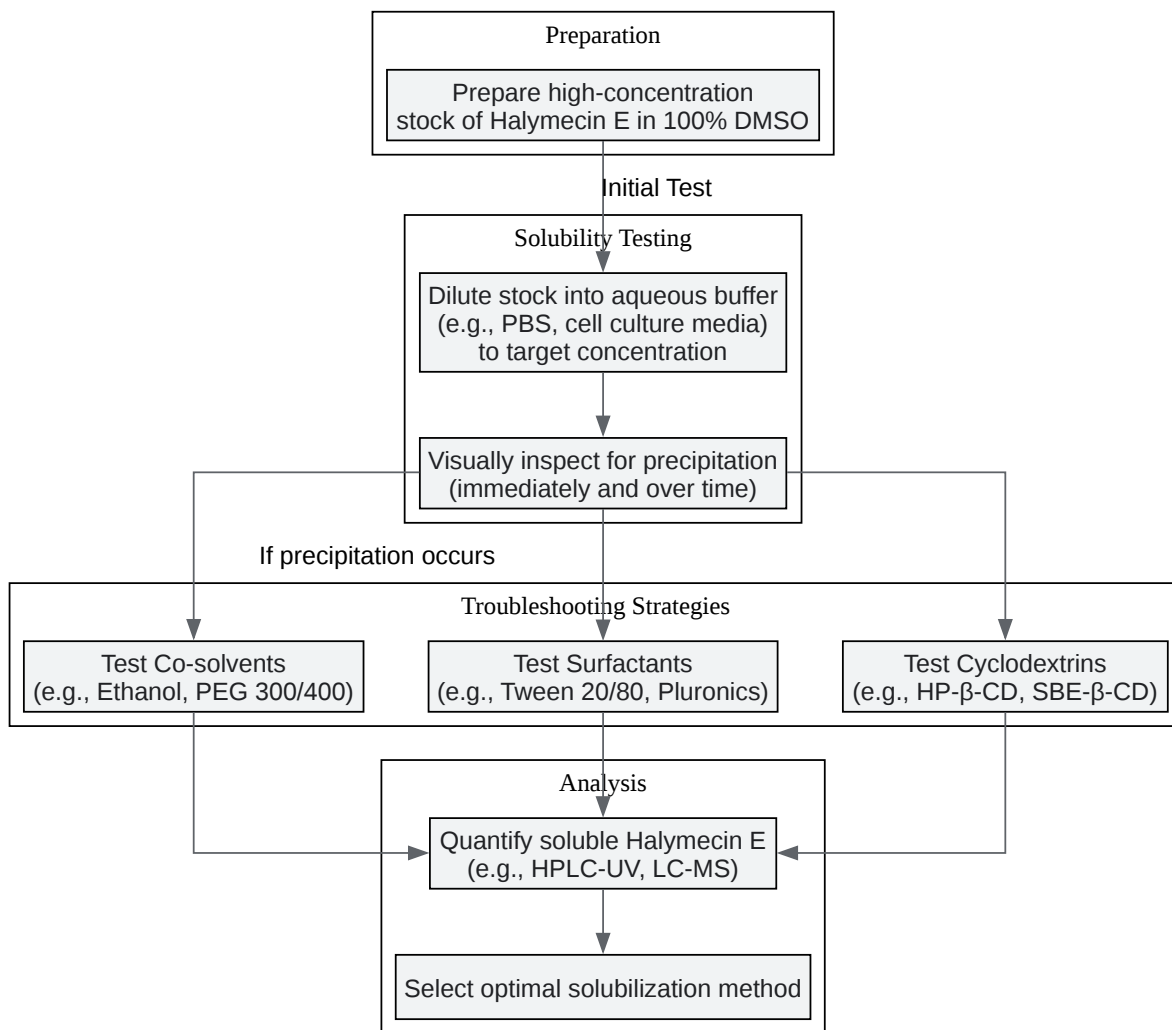 Preparation
Prepare high-concentration
stock of Halymecin E in 100% DMSO
Initial Test
Solubility Testing
Dilute stock into aqueous buffer
(e.g., PBS, cell culture media)
to target concentration
Visually inspect for precipitation
(immediately and over time)
If precipitation occurs
Troubleshooting Strategies
Test Co-solvents
(e.g., Ethanol, PEG 300/400)
Test Surfactants
(e.g., Tween 20/80, Pluronics)
Test Cyclodextrins
(e.g., HP-β-CD, SBE-β-CD)
Analysis
Quantify soluble Halymecin E
(e.g., HPLC-UV, LC-MS)
Select optimal solubilization method